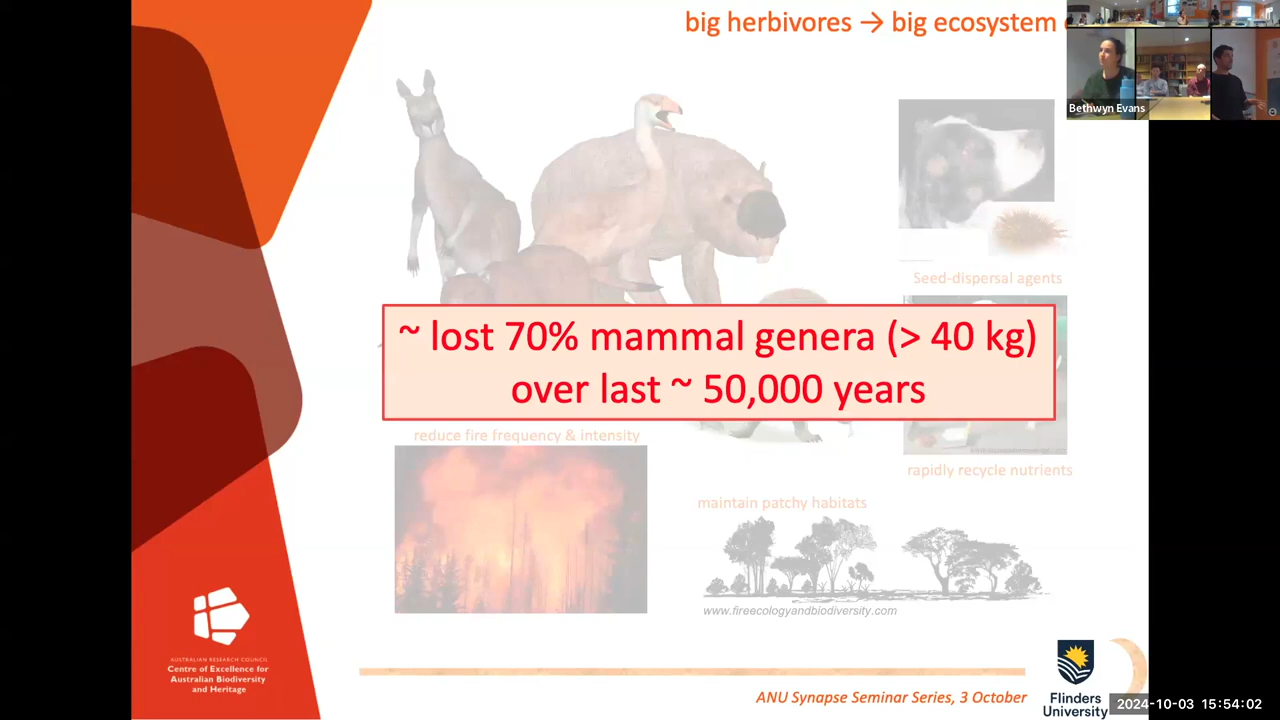 big herbivores → big ecosystem
Bethwyn Evans
Seed-dispersal agents
~ lost 70% mammal genera (> 40 kg)
over last ~ 50,000 years
reduce fire frequency & intensity
rapidly recycle nutrients
maintain patchy habitats
www.fireecologyandbiodiversity.com
AUSTRALIAN RESEARCH COUNCIL
Centre of Excellence for
Australian Biodiversity
and Heritage
ANU Synapse Seminar Series, 3 October
Flinders
University
2024-10-03 15:54:02